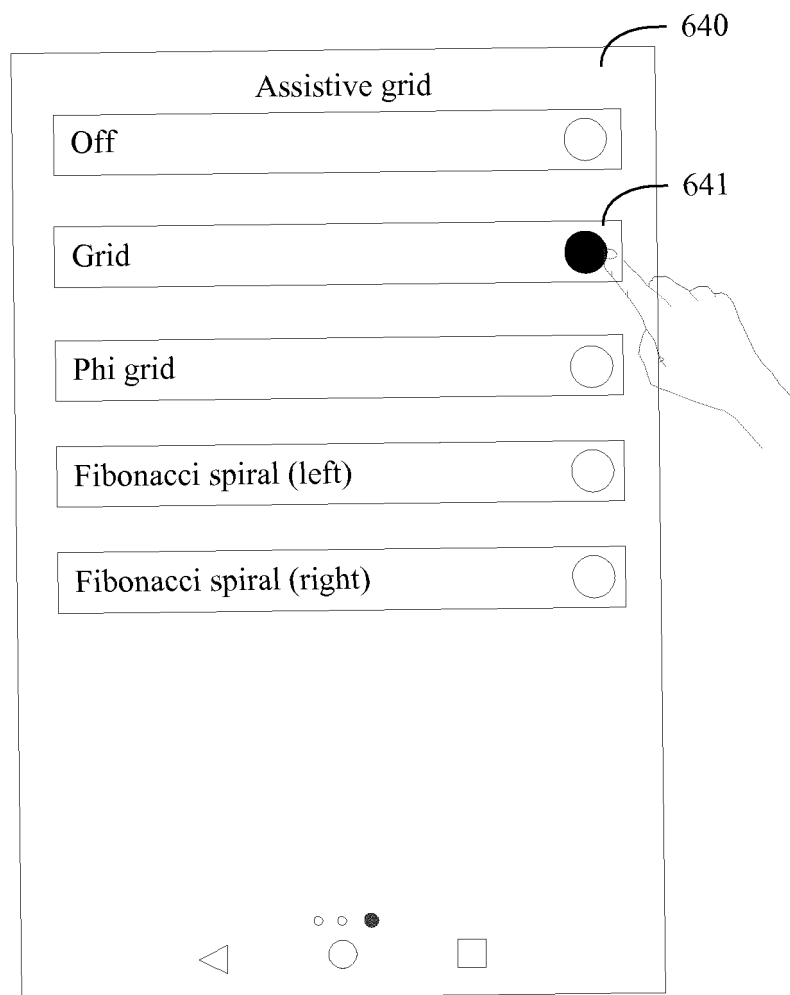 640
Assistive grid
Off
641
Grid
Phi grid
Fibonacci spiral (left)
Fibonacci spiral (right)